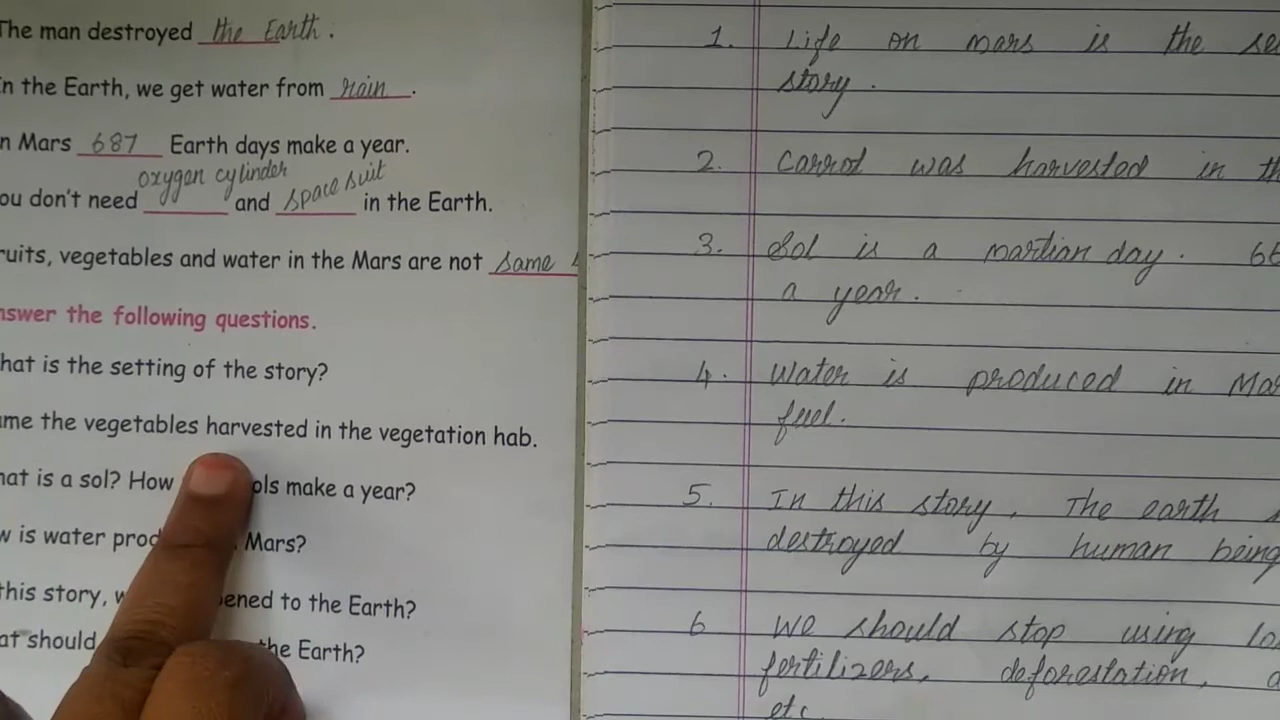 The man destroyed the Earth.
In the Earth, we get water from rain.
n Mars 687 Earth days make a year.
oxygen cylinder
ou don't need and space suit in the Earth.
ruits, vegetables and water in the Mars are not same
nswer the following questions.
hat is the setting of the story?
me the vegetables harvested in the vegetation hab.
hat is a sol? How ols make a year?
w is water prod Mars?
this story, w ened to the Earth?
at should the Earth?
1. Life on mars is the se
story.
2. Carrot was harvested in th
3. Sol is a martian day. 66
a year.
4. Water is produced in Mar
fuel.
5. In this story, The earth
destroyed by human being
6 We should stop using
fertilizers, deforestation,
etc